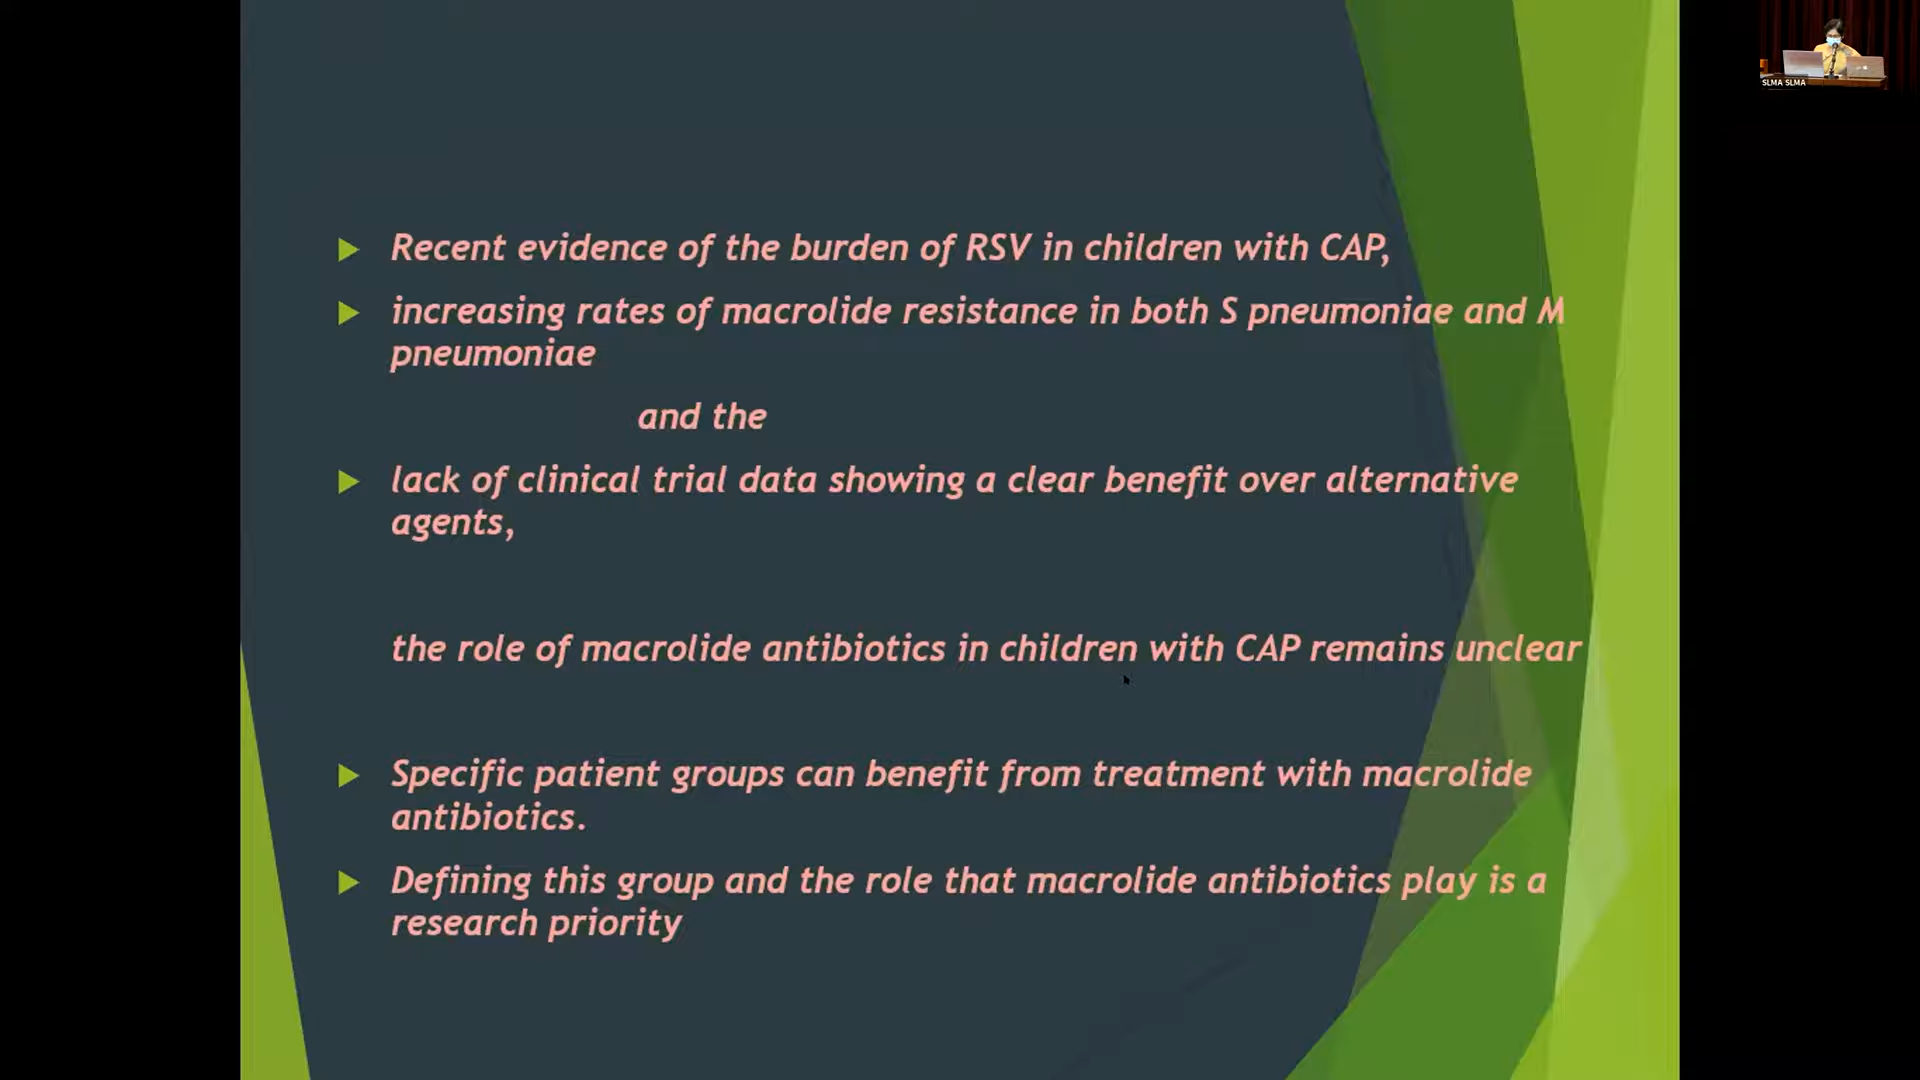 SLMA SLMA
Recent evidence of the burden of RSV in children with CAP,
increasing rates of macrolide resistance in both S pneumoniae and M
pneumoniae
and the
lack of clinical trial data showing a clear benefit over alternative
agents,
the role of macrolide antibiotics in children with CAP remains unclear
Specific patient groups can benefit from treatment with macrolide
antibiotics.
Defining this group and the role that macrolide antibiotics play is a
research priority